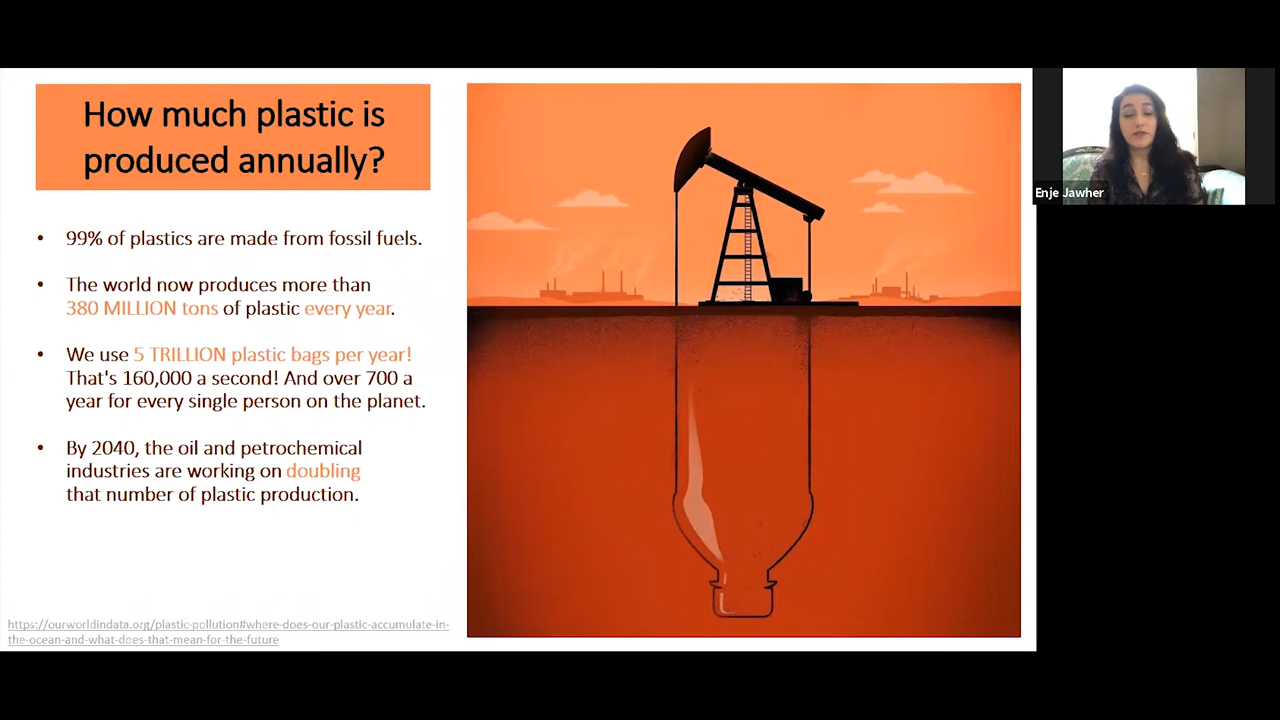 How much plastic is
produced annually?
• 99% of plastics are made from fossil fuels.
• The world now produces more than
380 MILLION tons of plastic every year.
• We use 5 TRILLION plastic bags per year!
That's 160,000 a second! And over 700 a
year for every single person on the planet.
• By 2040, the oil and petrochemical
industries are working on doubling
that number of plastic production.
https://ourworldindata.org/plastic-pollution#where-does-our-plastic-accumulate-in-
the-ocean-and-what-does-that-mean-for-the-future
Enje Jawher